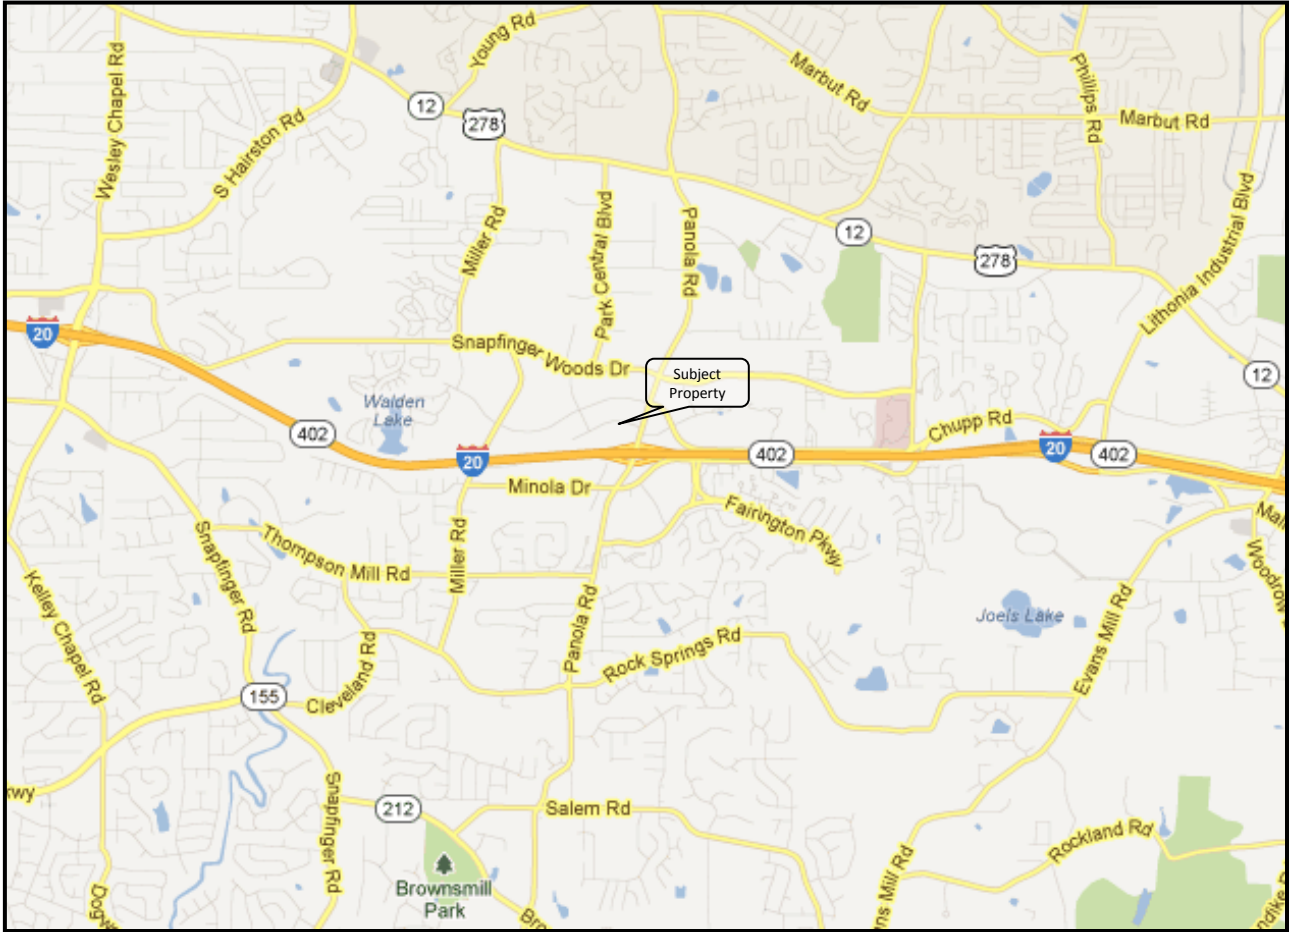 Young Rd
Wesley Chapel Rd
Marbut Rd
Phillips Rd
12
278
Marbut Rd
S Hairston Rd
Miller Rd
Park Central Blvd
Panola Rd
12
278
Lithonia Industrial Blvd
20
Snapfinger Woods Dr
Subject
Property
12
Walden
Lake
402
Chupp Rd
20
402
20
402
Minola Dr
Fairington Pkwy
Snapfinger Rd
Thompson Mill Rd
Miller Rd
Kelley Chapel Rd
Panola Rd
Joels Lake
Evans Mill Rd
Rock Springs Rd
Cleveland Rd
155
kwy
Snapfinger Rd
212
Salem Rd
Rockland Rd
Brownsmill
Park